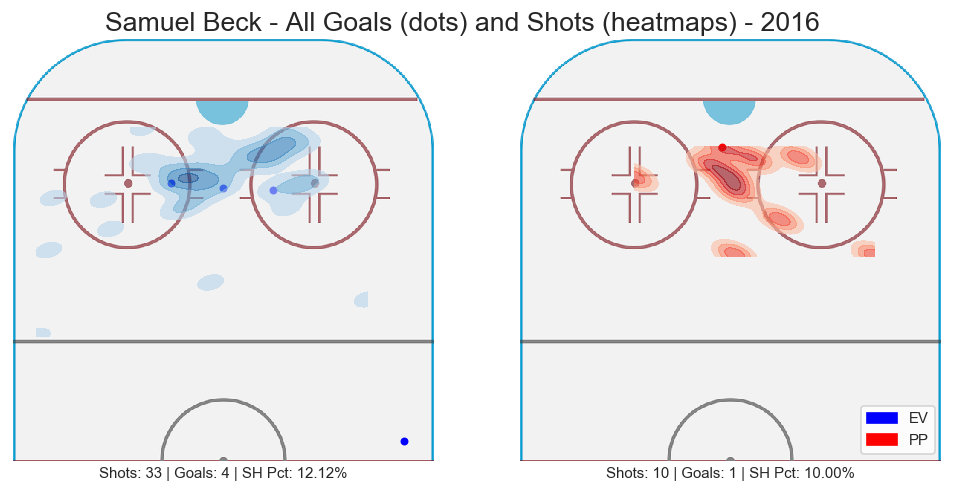 Samuel Beck - All Goals (dots) and Shots (heatmaps) - 2016
EV
PP
Shots: 33 | Goals: 4 | SH Pct: 12.12%
Shots: 10 | Goals: 1 | SH Pct: 10.00%